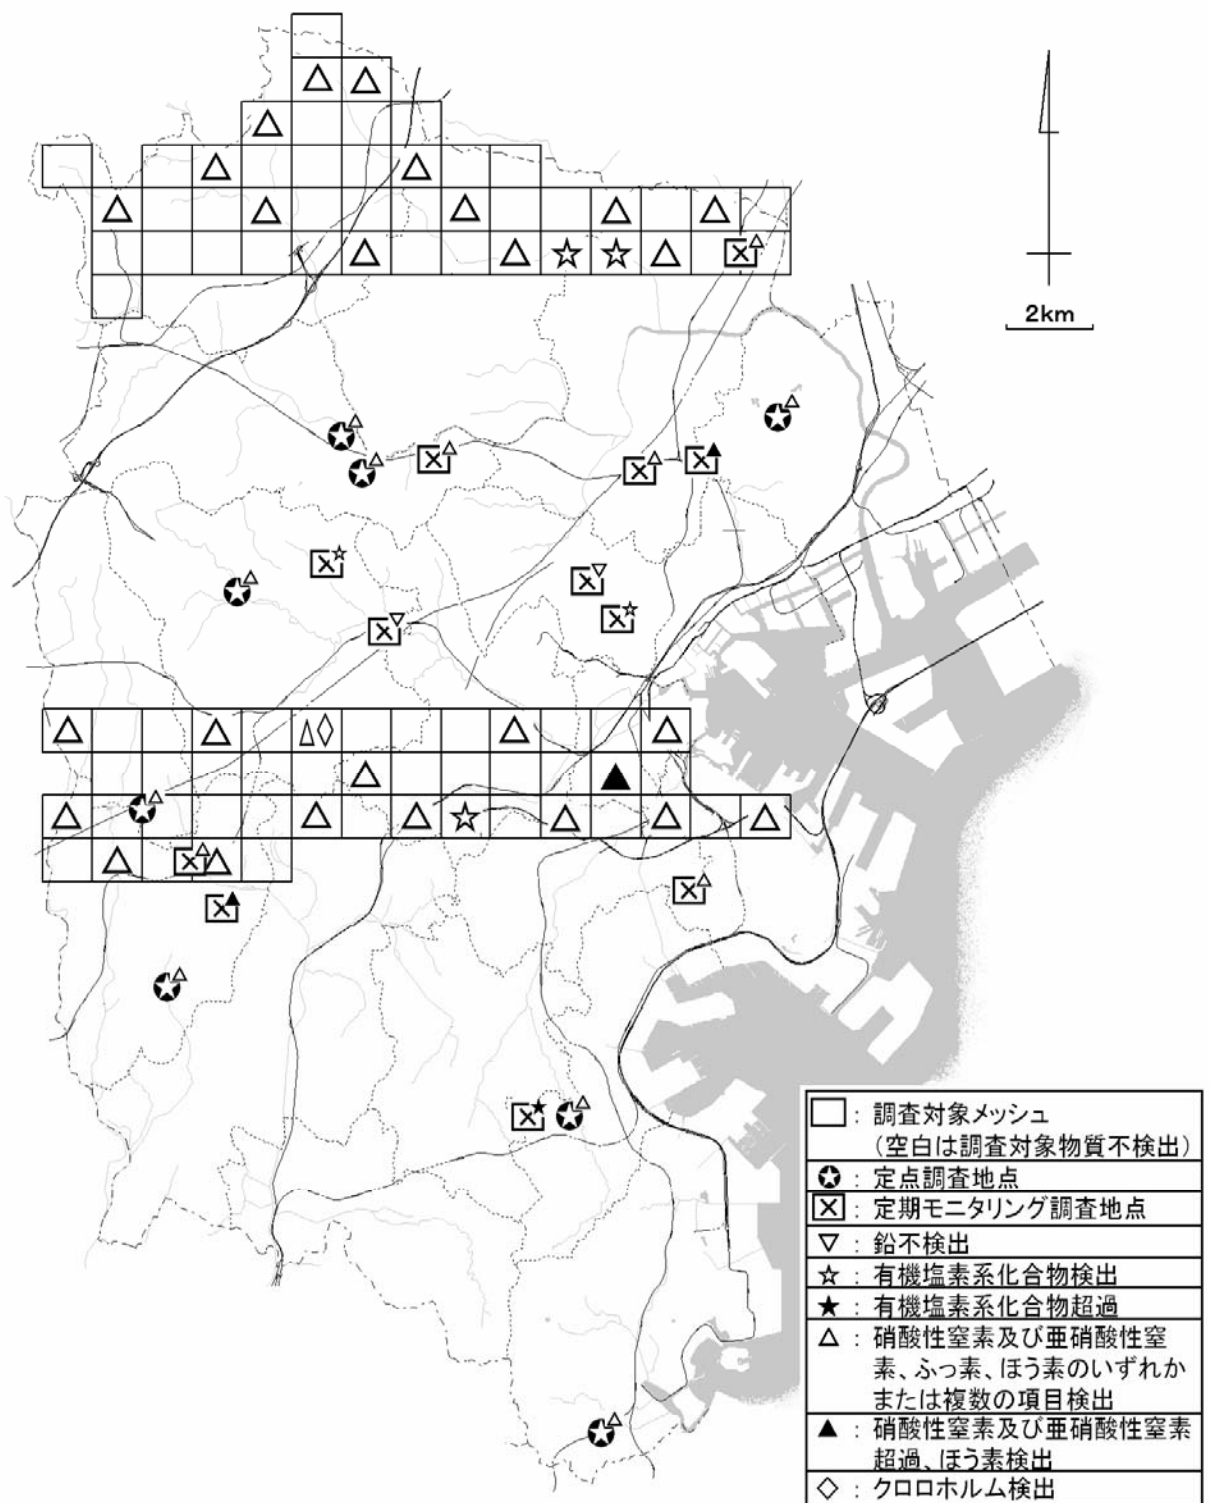 2km
: 調査対象メッシュ
(空白は調査対象物質不検出)
: 定点調査地点
: 定期モニタリング調査地点
: 鉛不検出
: 有機塩素系化合物検出
: 有機塩素系化合物超過
: 硝酸性窒素及び亜硝酸性窒
素、ふっ素、ほう素のいずれか
または複数の項目検出
: 硝酸性窒素及び亜硝酸性窒素
超過、ほう素検出
: クロロホルム検出